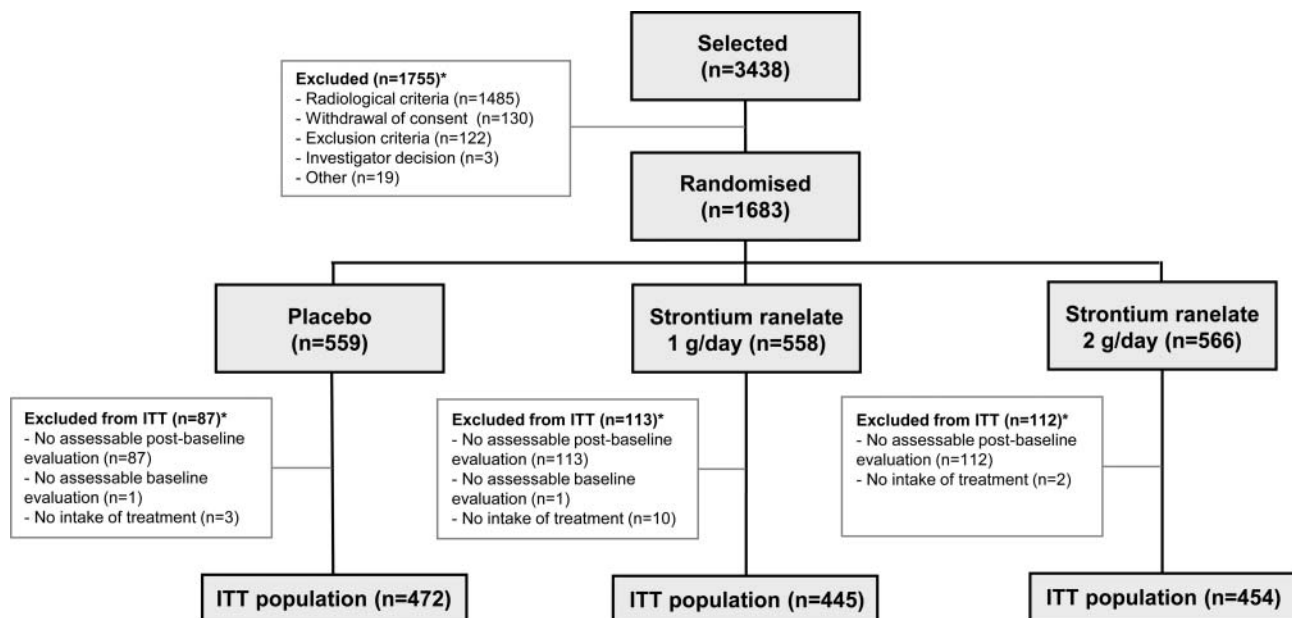 Selected
(n=3438)
Excluded (n=1755)*
- Radiological criteria (n=1485)
- Withdrawal of consent (n=130)
- Exclusion criteria (n=122)
- Investigator decision (n=3)
- Other (n=19)
Randomised
(n=1683)
Placebo
(n=559)
Strontium ranelate
1 g/day (n=558)
Strontium ranelate
2 g/day (n=566)
Excluded from ITT (n=87)*
- No assessable post-baseline
evaluation (n=87)
- No assessable baseline
evaluation (n=1)
- No intake of treatment (n=3)
Excluded from ITT (n=113)*
- No assessable post-baseline
evaluation (n=113)
- No assessable baseline
evaluation (n=1)
- No intake of treatment (n=10)
Excluded from ITT (n=112)*
- No assessable post-baseline
evaluation (n=112)
- No intake of treatment (n=2)
ITT population (n=472)
ITT population (n=445)
ITT population (n=454)